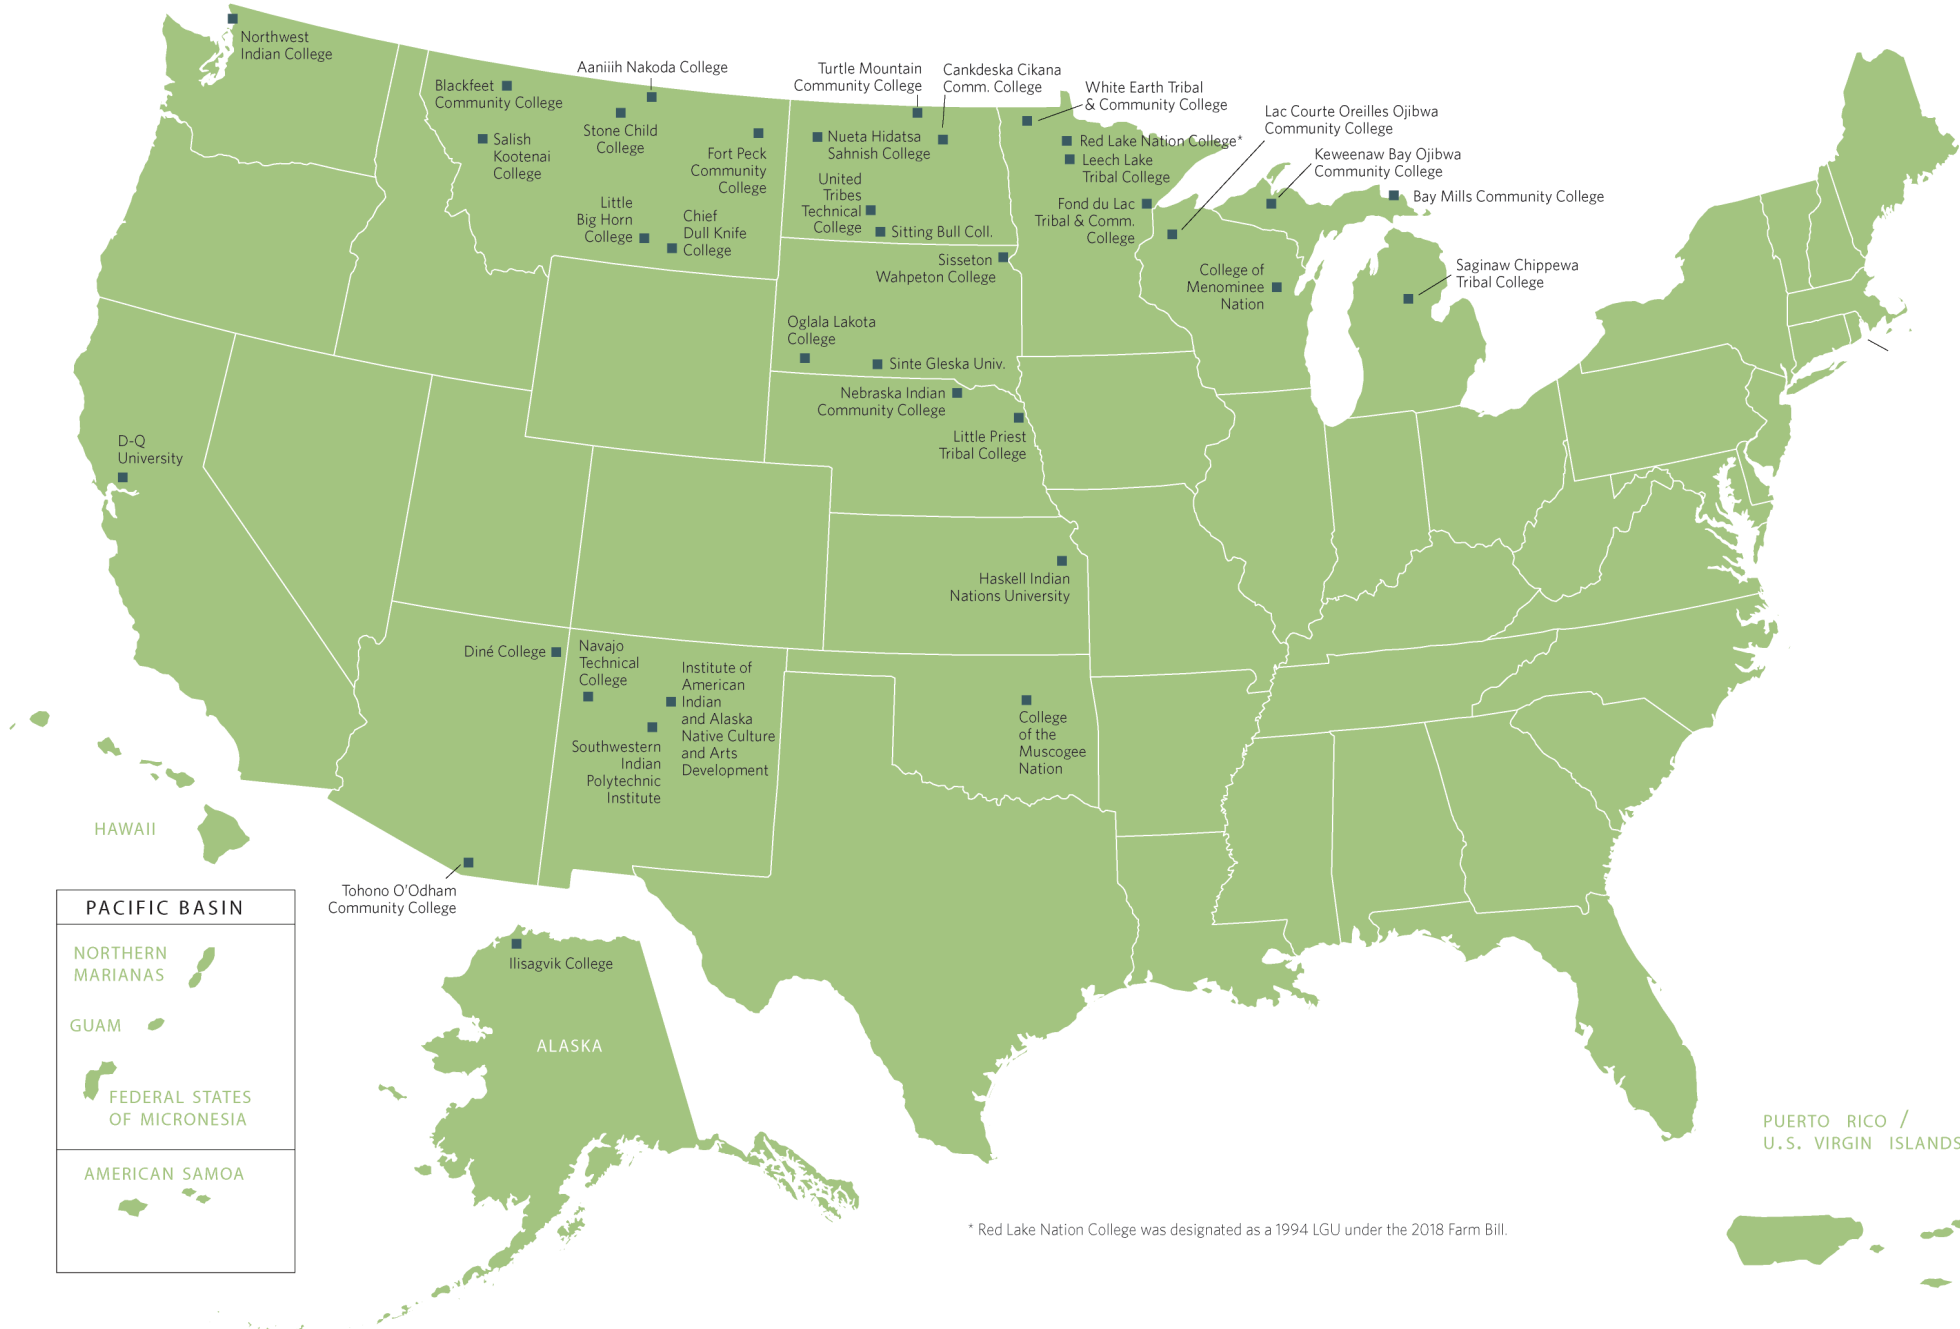 Northwest
Indian College
Blackfeet
Community College
Aaniiih Nakoda College
Stone Child
College
Salish
Kootenai
College
Fort Peck
Community
College
Little
Big Horn
College
Chief
Dull Knife
College
Turtle Mountain
Community College
Cankdeska Cikana
Comm. College
Nueta Hidatsa
Sahnish College
United
Tribes
Technical
College
Sitting Bull Coll.
White Earth Tribal
& Community College
Red Lake Nation College*
Leech Lake
Tribal College
Fond du Lac
Tribal & Comm.
College
Lac Courte Oreilles Ojibwa
Community College
Keweenaw Bay Ojibwa
Community College
Bay Mills Community College
Saginaw Chippewa
Tribal College
College of
Menominee
Nation
Sisseton
Wahpeton College
Oglala Lakota
College
Sinte Gleska Univ.
Nebraska Indian
Community College
Little Priest
Tribal College
D-Q
University
Haskell Indian
Nations University
Diné College
Navajo
Technical
College
Institute of
American
Indian
and Alaska
Native Culture
and Arts
Development
Southwestern
Indian
Polytechnic
Institute
College
of the
Muscogee
Nation
Tohono O’Odham
Community College
HAWAII
PACIFIC BASIN
NORTHERN
MARIANAS
GUAM
FEDERAL STATES
OF MICRONESIA
AMERICAN SAMOA
Ilisagvik College
ALASKA
PUERTO RICO /
U.S. VIRGIN ISLANDS
* Red Lake Nation College was designated as a 1994 LGU under the 2018 Farm Bill.